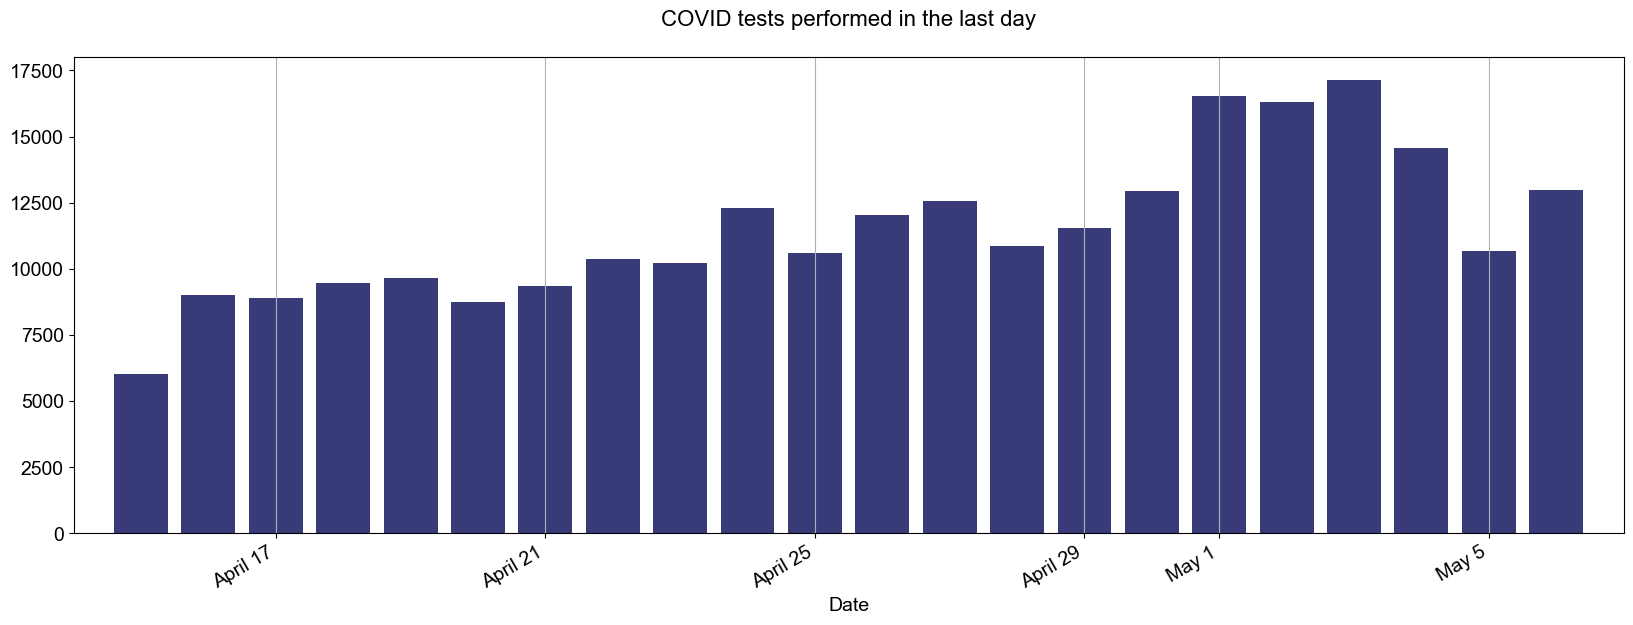 COVID tests performed in the last day
17500
15000
12500
10000
7500
5000
2500
0
April 17
April 21
April 25
April 29
May 1
May 5
Date